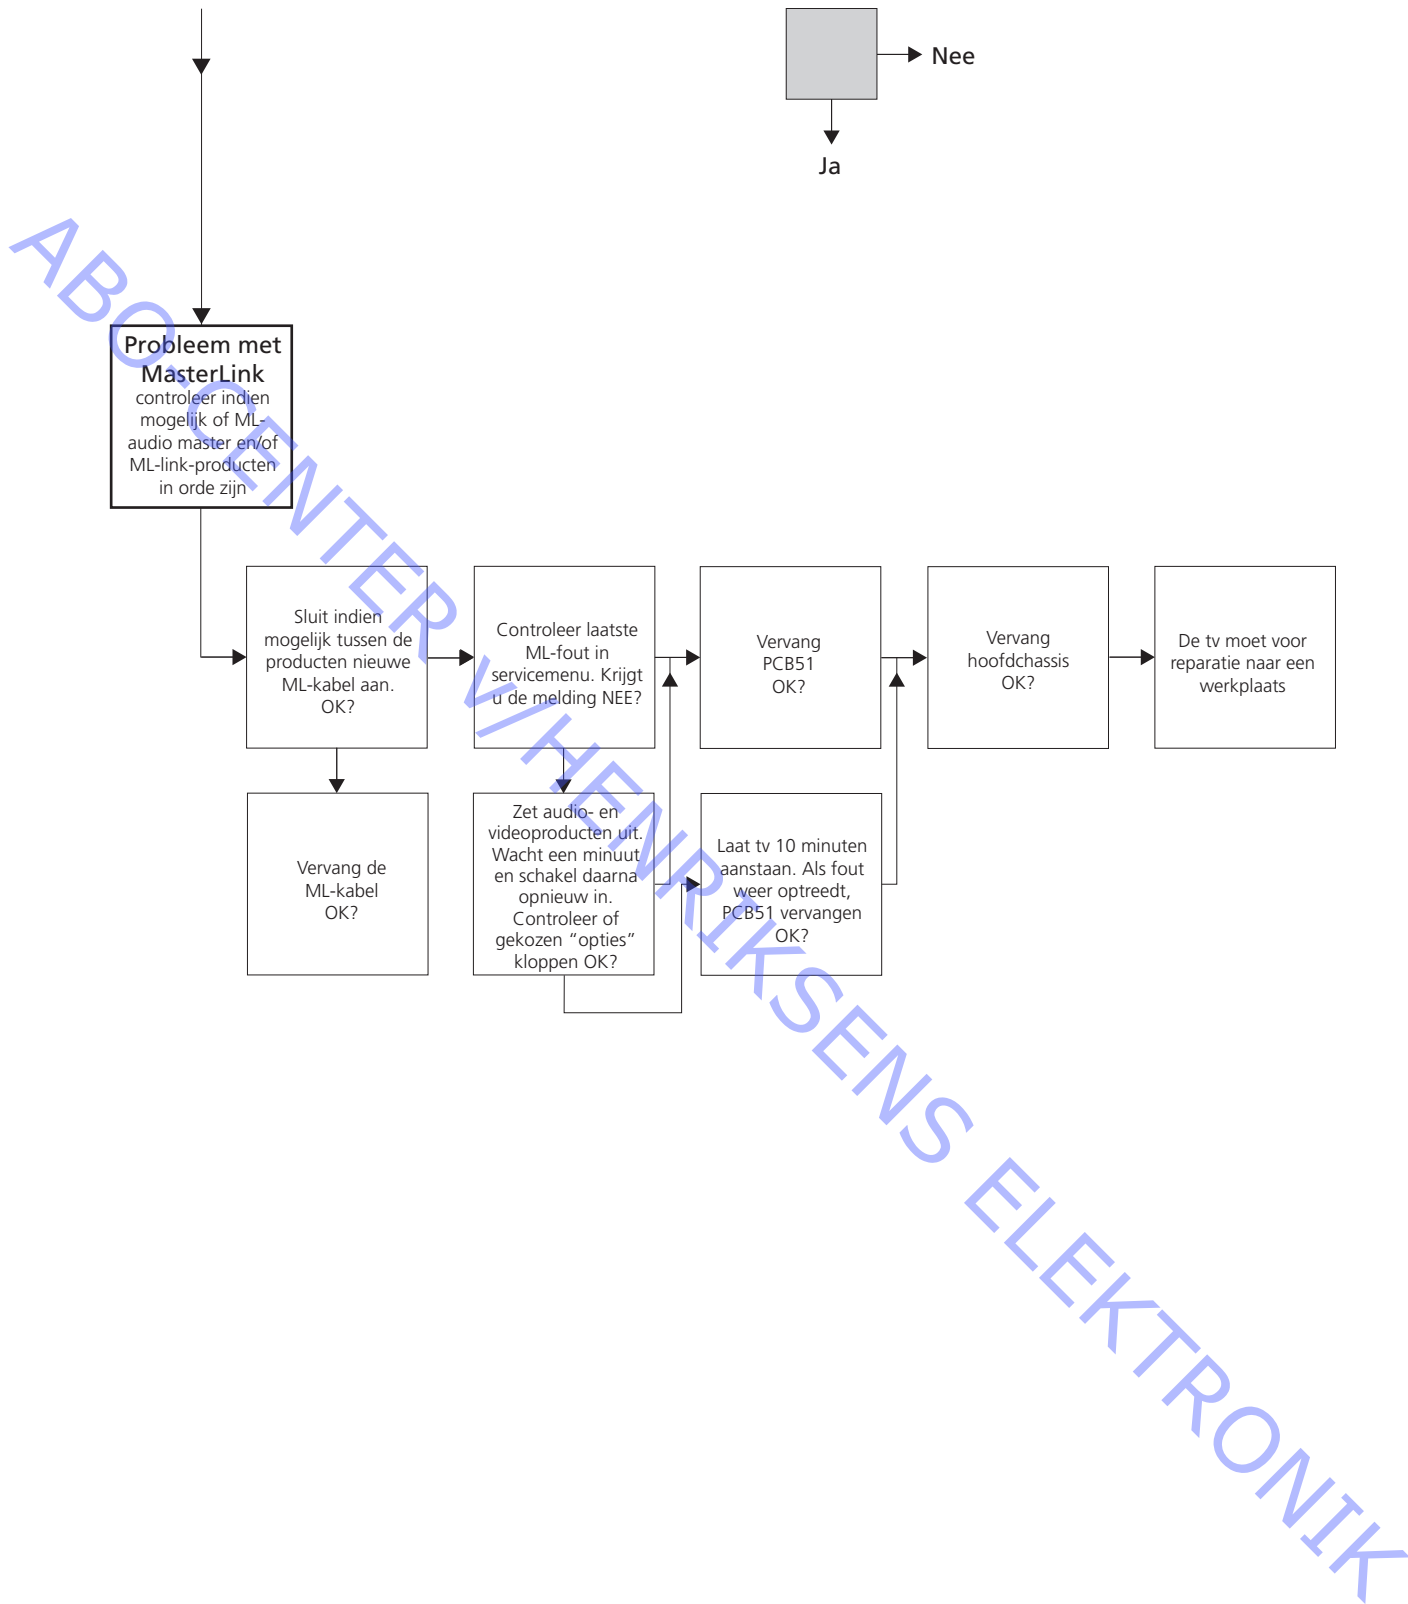 Nee
Ja
Probleem met
MasterLink
controleer indien
mogelijk of ML-
audio master en/of
ML-link-producten
in orde zijn
Sluit indien
mogelijk tussen de
producten nieuwe
ML-kabel aan.
OK?
Controleer laatste
ML-fout in
servicemenu. Krijgt
u de melding NEE?
Vervang
PCB51
OK?
Vervang
hoofdchassis
OK?
De tv moet voor
reparatie naar een
werkplaats
Vervang de
ML-kabel
OK?
Zet audio- en
videoproducten uit.
Wacht een minuut
en schakel daarna
opnieuw in.
Controleer of
gekozen “opties”
kloppen OK?
Laat tv 10 minuten
aanstaan. Als fout
weer optreedt,
PCB51 vervangen
OK?
ABO-CENTER v/HENRIKSENS ELEKTRONIK